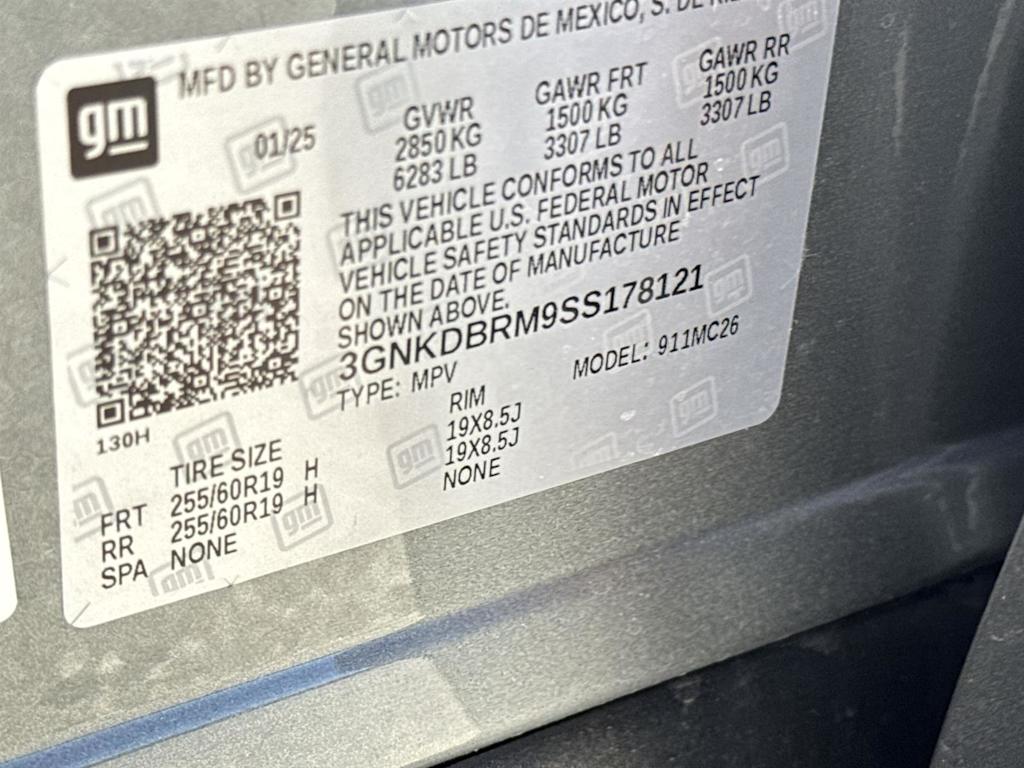 gm
MFD BY GENERAL MOTORS DE MEXICO, S. DE
01/25
GVWR
2850 KG
6283 LB
GAWR FRT
1500 KG
3307 LB
GAWR RR
1500 KG
3307 LB
THIS VEHICLE CONFORMS TO ALL
APPLICABLE U.S. FEDERAL MOTOR
VEHICLE SAFETY STANDARDS IN EFFECT
ON THE DATE OF MANUFACTURE
SHOWN ABOVE.
3GNKDBRM9SS178121
TYPE: MPV MODEL: 911MC26
130H
TIRE SIZE RIM
FRT 255/60R19 H 19X8.5J
RR 255/60R19 H 19X8.5J
SPA NONE NONE